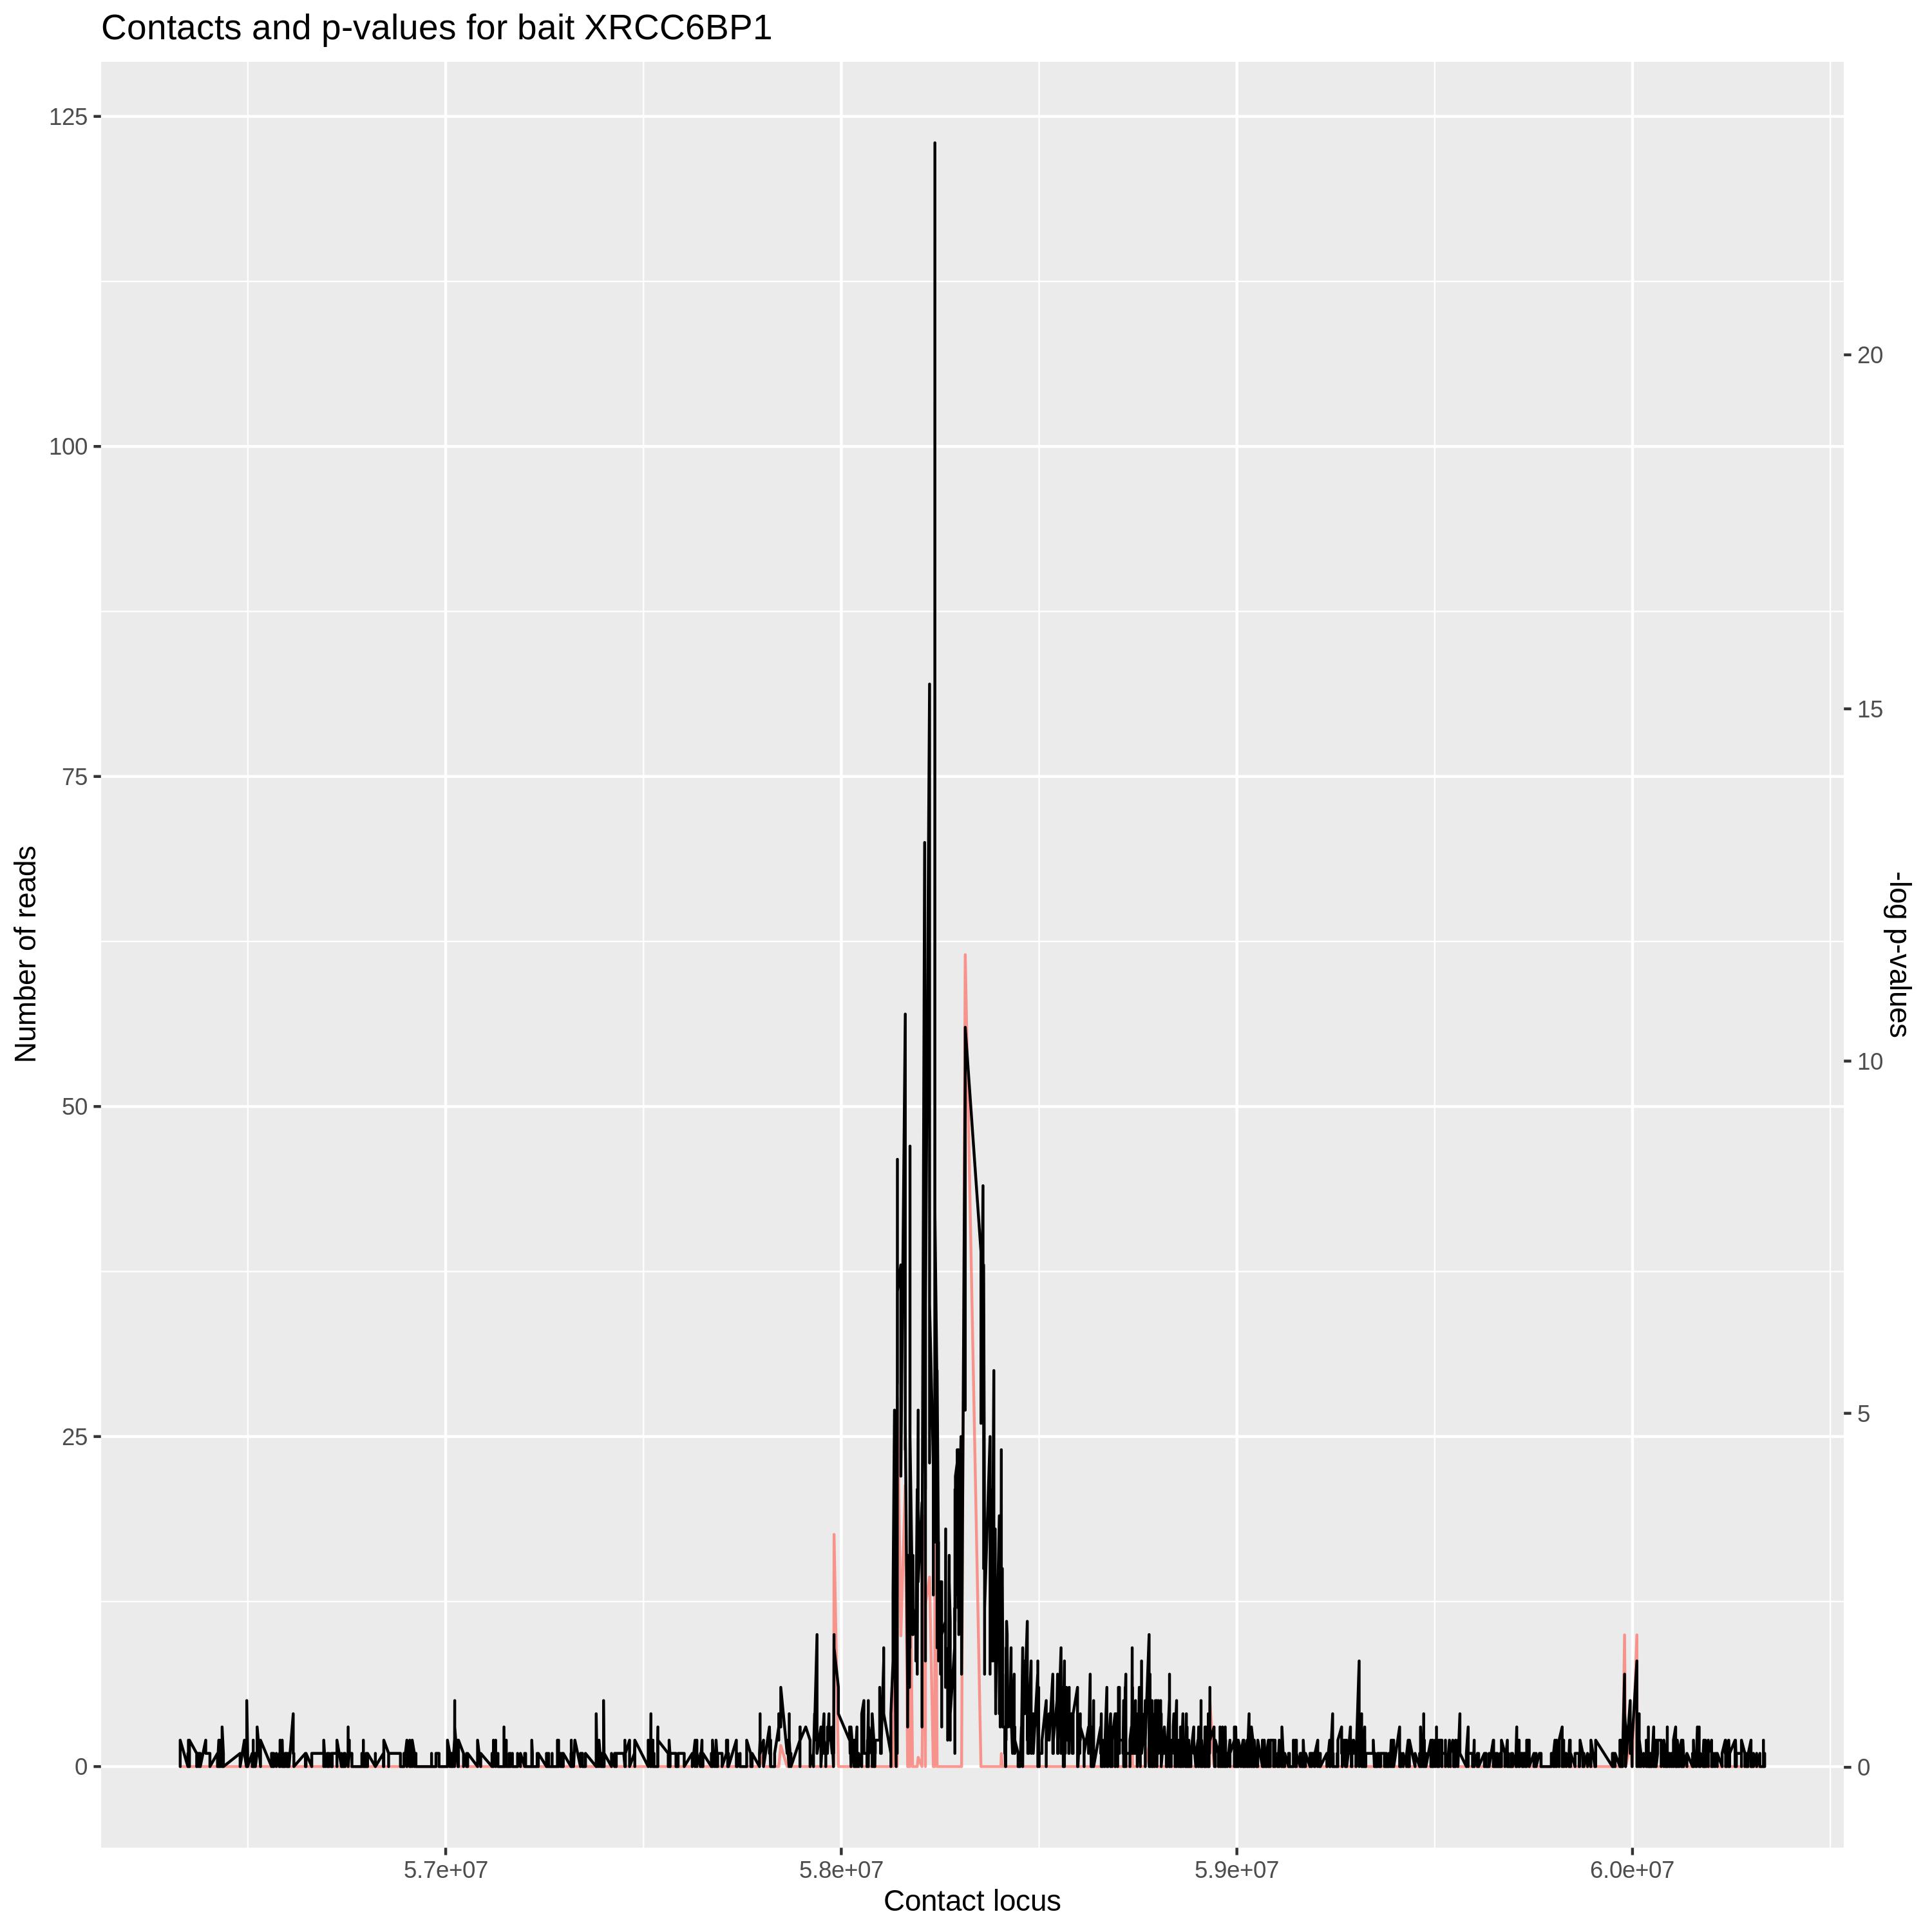 Contacts and p-values for bait XRCC6BP1
125
100
75
50
25
0
Number of reads
20
15
10
5
0
-log p-values
5.7e+07
5.8e+07
5.9e+07
6.0e+07
Contact locus